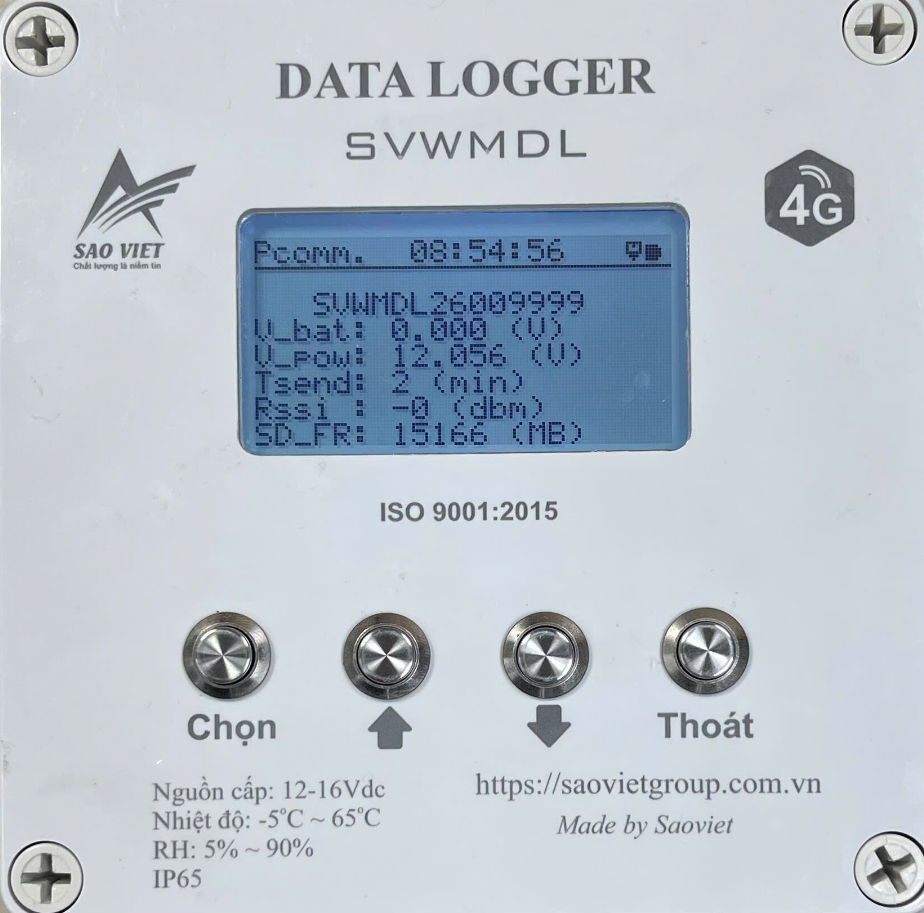 DATA LOGGER
SVWMDL
SAO VIET
Chất lượng là niềm tin
4G
Pcomm. 08:54:56
SVWMDL26009999
V_bat: 0.000 (V)
V_pow: 12.056 (V)
Tsend: 2 (min)
Rssi : -0 (dbm)
SD_FR: 15166 (MB)
ISO 9001:2015
Chọn
Thoát
Nguồn cấp: 12-16Vdc
Nhiệt độ: -5°C ~ 65°C
RH: 5% ~ 90%
IP65
https://saovietgroup.com.vn
Made by Saoviet